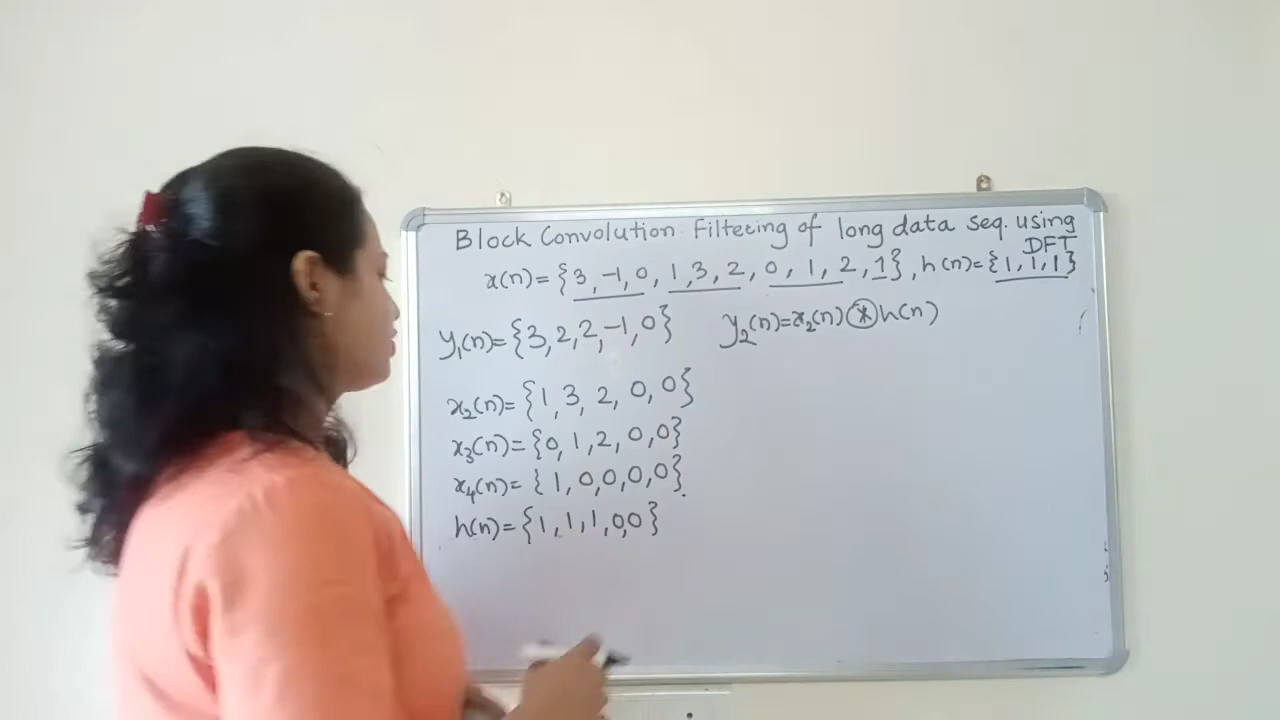 Block Convolution Filtering of long data seq. using DFT
x(n)={3,-1,0,1,3,2,0,1,2,1}, h(n)={1,1,1}
y₁(n)={3,2,2,-1,0} y₂(n)=x₂(n)⊛h(n)
x₂(n)={1,3,2,0,0}
x₃(n)={0,1,2,0,0}
x₄(n)={1,0,0,0,0}.
h(n)={1,1,1,0,0}